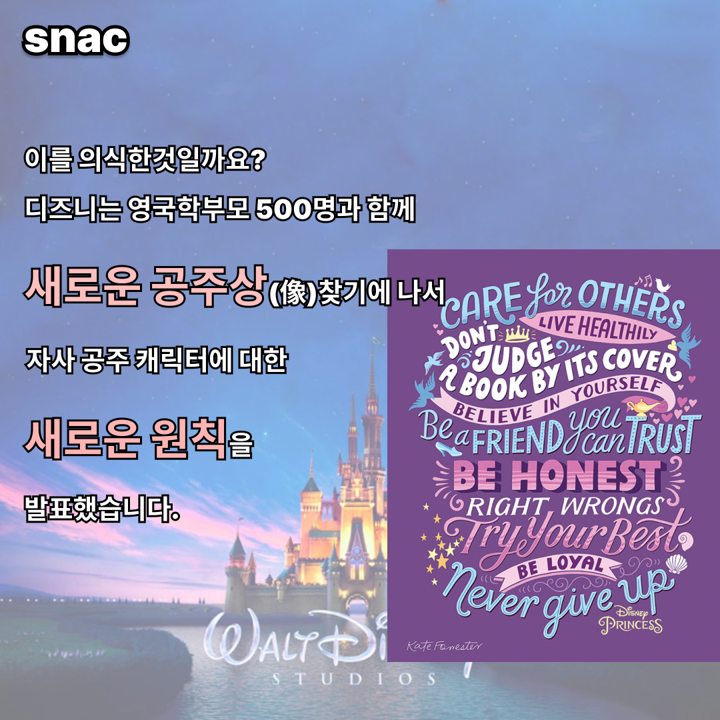 snac
이를 의식한것일까요?
디즈니는 영국학부모 500명과 함께
새로운 공주상(像)찾기에 나서
자사 공주 캐릭터에 대한
새로운 원칙을
발표했습니다.
CARE for OTHERS
LIVE HEALTHILY
DON'T JUDGE
A BOOK BY ITS COVER
BELIEVE IN YOURSELF
Be a FRIEND you can TRUST
BE HONEST
RIGHT WRONGS
Try Your Best
BE LOYAL
Never give up
Disney
PRINCESS
Kate Forrester
WALT Disney
STUDIOS